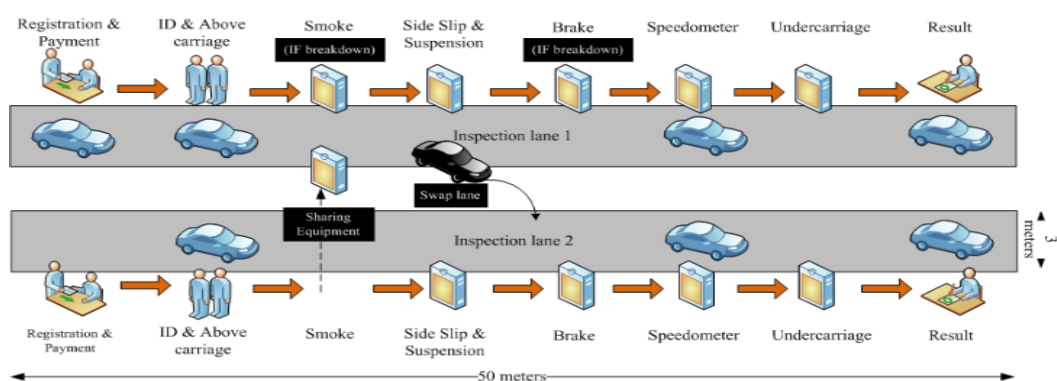 Registration &
Payment
ID & Above
carriage
Smoke
(IF breakdown)
Side Slip &
Suspension
Brake
(IF breakdown)
Speedometer
Undercarriage
Result
Inspection lane 1
Swap lane
Sharing
Equipment
Inspection lane 2
3
meters
Registration &
Payment
ID & Above
carriage
Smoke
Side Slip &
Suspension
Brake
Speedometer
Undercarriage
Result
50 meters